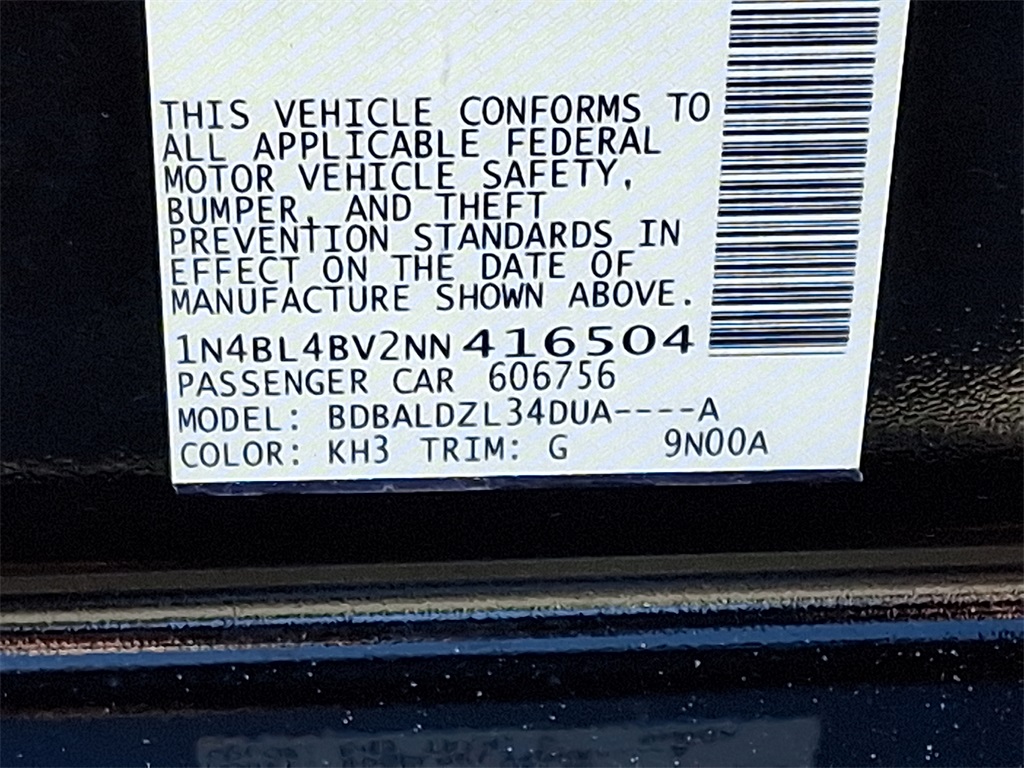 THIS VEHICLE CONFORMS TO
ALL APPLICABLE FEDERAL
MOTOR VEHICLE SAFETY,
BUMPER, AND THEFT
PREVENTION STANDARDS IN
EFFECT ON THE DATE OF
MANUFACTURE SHOWN ABOVE.
1N4BL4BV2NN416504
PASSENGER CAR 606756
MODEL: BDBALDZL34DUA----A
COLOR: KH3 TRIM: G 9N00A